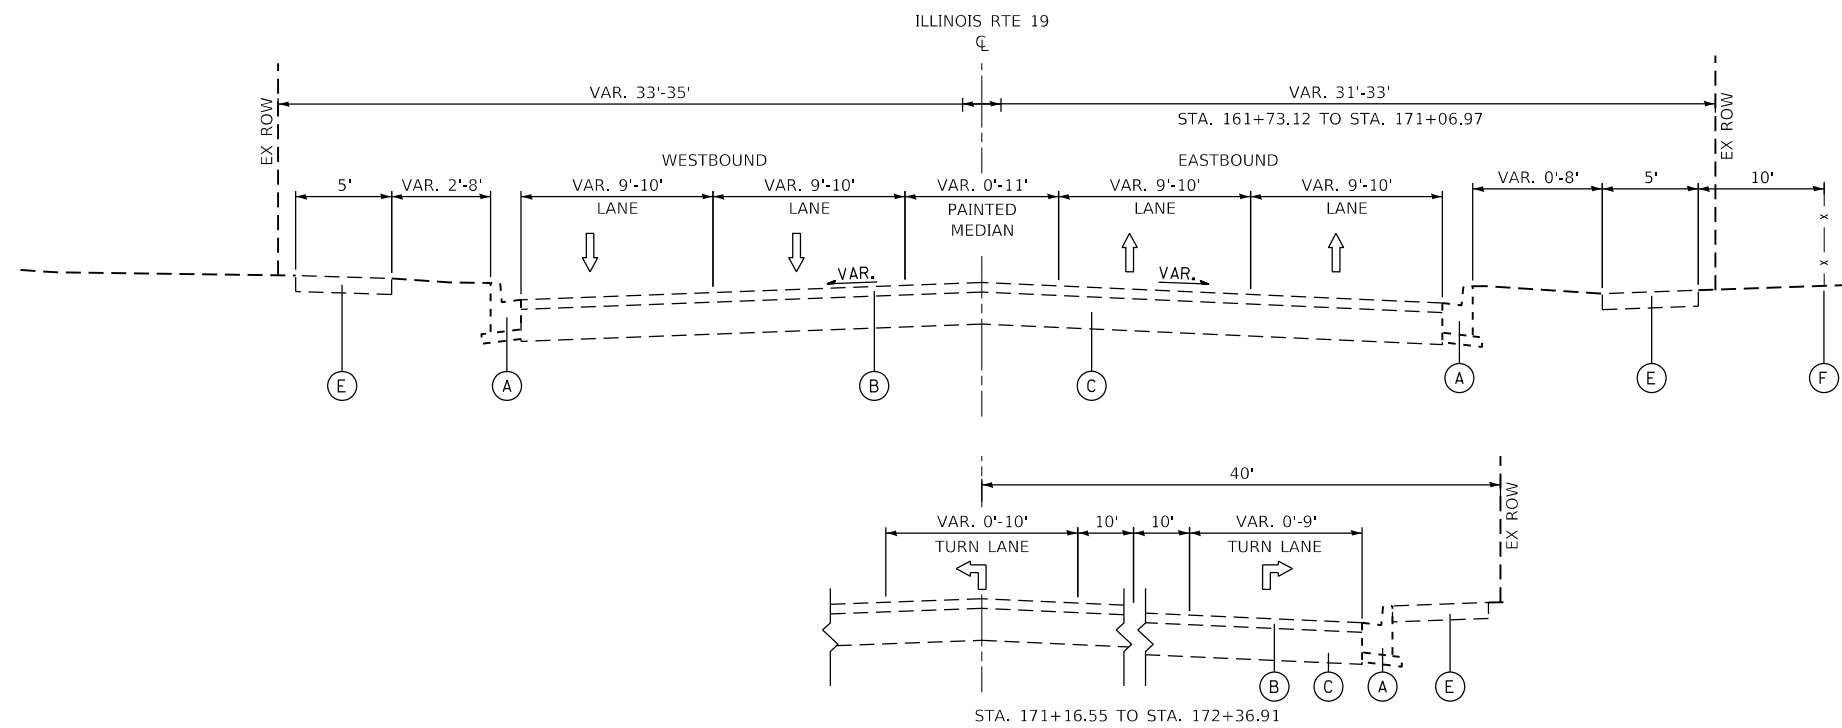 ILLINOIS RTE 19
℄
VAR. 33'-35'
VAR. 31'-33'
STA. 161+73.12 TO STA. 171+06.97
EX ROW
EX ROW
WESTBOUND
EASTBOUND
5'
VAR. 2'-8'
VAR. 9'-10'
LANE
VAR. 9'-10'
LANE
VAR. 0'-11'
PAINTED
MEDIAN
VAR. 9'-10'
LANE
VAR. 9'-10'
LANE
VAR. 0'-8'
5'
10'
x
x
VAR.
VAR.
E
A
B
C
A
E
F
40'
EX ROW
VAR. 0'-10'
TURN LANE
10'
10'
VAR. 0'-9'
TURN LANE
B
C
A
E
STA. 171+16.55 TO STA. 172+36.91